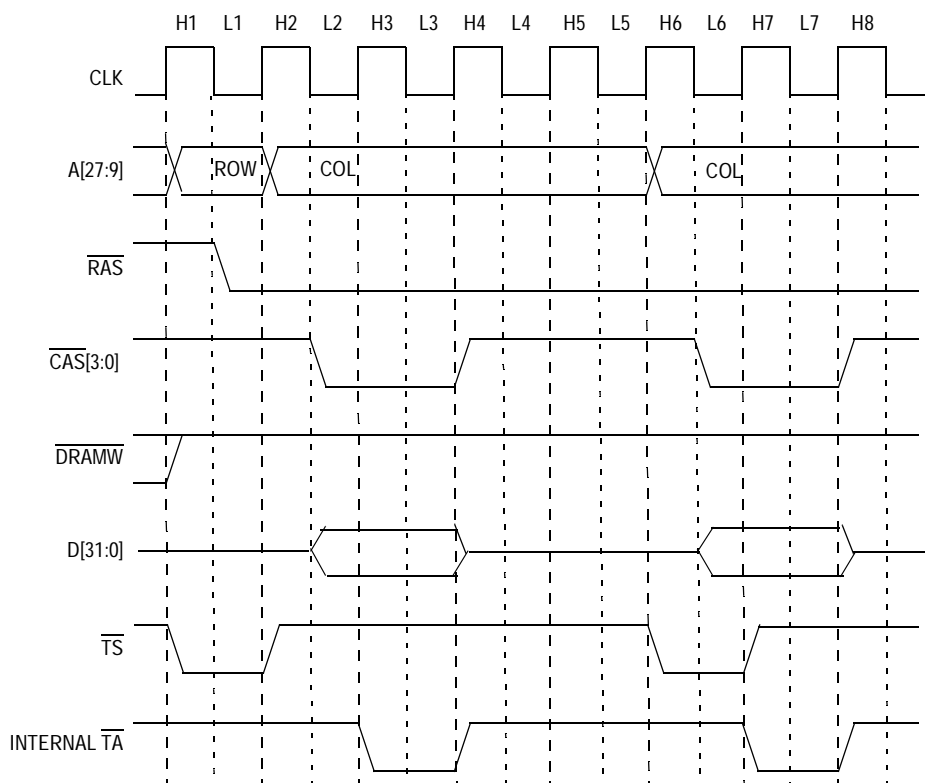 H1 L1 H2 L2 H3 L3 H4 L4 H5 L5 H6 L6 H7 L7 H8
CLK
A[27:9] ROW COL COL
RAS
CAS[3:0]
DRAMW
D[31:0]
TS
INTERNAL TA